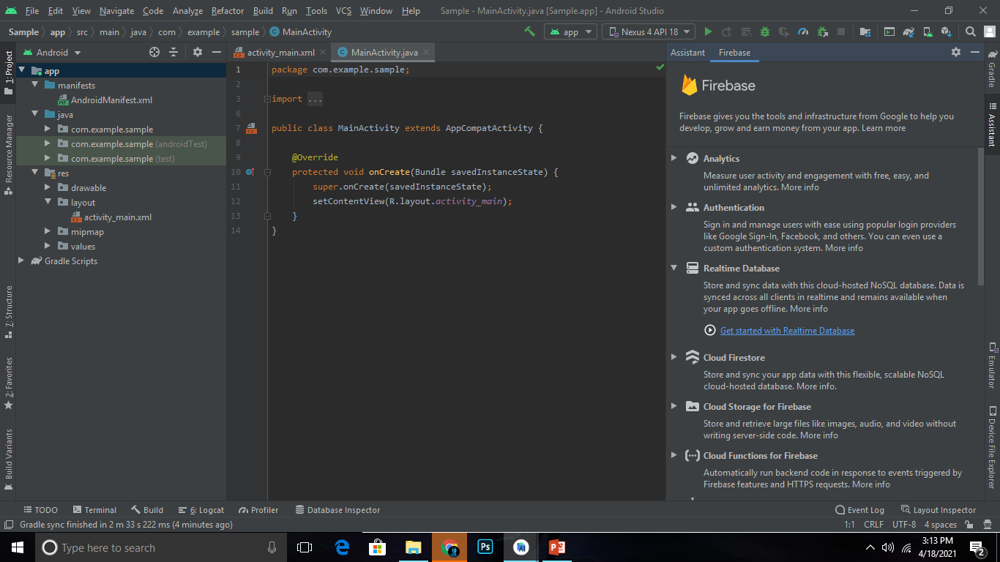 File Edit View Navigate Code Analyze Refactor Build Run Tools VCS Window Help Sample - MainActivity.java [Sample.app] - Android Studio
Sample app src main java com example sample MainActivity app Nexus 4 API 18
1: Project
Resource Manager
7: Structure
2: Favorites
Build Variants
Android
app
manifests
AndroidManifest.xml
java
com.example.sample
com.example.sample (androidTest)
com.example.sample (test)
res
drawable
layout
activity_main.xml
mipmap
values
Gradle Scripts
activity_main.xml MainActivity.java
1 package com.example.sample;
2
3 import ...
6
7 public class MainActivity extends AppCompatActivity {
8
9 @Override
10 protected void onCreate(Bundle savedInstanceState) {
11 super.onCreate(savedInstanceState);
12 setContentView(R.layout.activity_main);
13 }
14 }
Assistant Firebase
Firebase
Firebase gives you the tools and infrastructure from Google to help you
develop, grow and earn money from your app. Learn more
Analytics
Measure user activity and engagement with free, easy, and
unlimited analytics. More info
Authentication
Sign in and manage users with ease using popular login providers
like Google Sign-In, Facebook, and others. You can even use a
custom authentication system. More info
Realtime Database
Store and sync data with this cloud-hosted NoSQL database. Data is
synced across all clients in realtime and remains available when
your app goes offline. More info
Get started with Realtime Database
Cloud Firestore
Store and sync your app data with this flexible, scalable NoSQL
cloud-hosted database. More info.
Cloud Storage for Firebase
Store and retrieve large files like images, audio, and video without
writing server-side code. More info
Cloud Functions for Firebase
Automatically run backend code in response to events triggered by
Firebase features and HTTPS requests. More info
Gradle
Assistant
Emulator
Device File Explorer
TODO Terminal Build 6: Logcat Profiler Database Inspector Event Log Layout Inspector
Gradle sync finished in 2 m 33 s 222 ms (4 minutes ago) 1:1 CRLF UTF-8 4 spaces
Type here to search
Ps
3:13 PM
4/18/2021
2